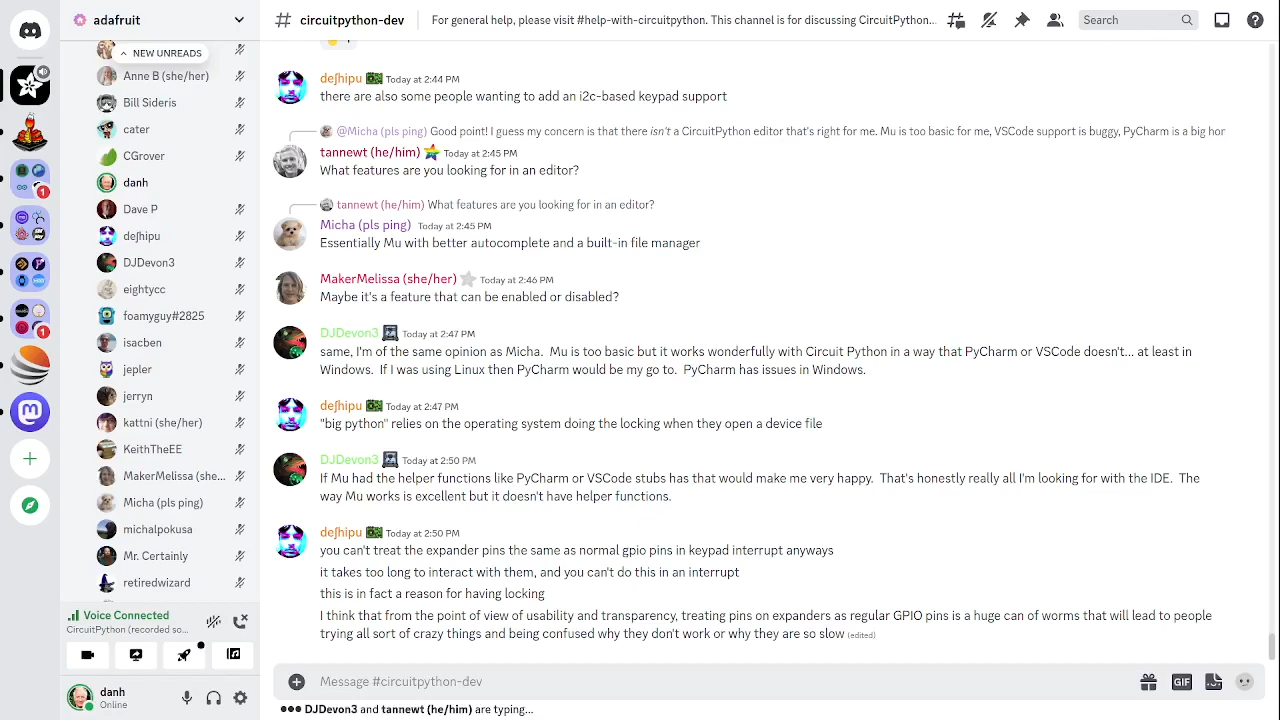 adafruit
# circuitpython-dev
For general help, please visit #help-with-circuitpython. This channel is for discussing CircuitPython...
Search
NEW UNREADS
Anne B (she/her)
Bill Sideris
cater
CGrover
danh
Dave P
deʃhipu
DJDevon3
eightycc
foamyguy#2825
isacben
jepler
jerryn
kattni (she/her)
KeithTheEE
MakerMelissa (she...
Micha (pls ping)
michalpokusa
Mr. Certainly
retiredwizard
Voice Connected
CircuitPython (recorded so...
danh
Online
1
1
deʃhipu Today at 2:44 PM
there are also some people wanting to add an i2c-based keypad support
@Micha (pls ping) Good point! I guess my concern is that there isn't a CircuitPython editor that's right for me. Mu is too basic for me, VSCode support is buggy, PyCharm is a big hor
tannewt (he/him) Today at 2:45 PM
What features are you looking for in an editor?
tannewt (he/him) What features are you looking for in an editor?
Micha (pls ping) Today at 2:45 PM
Essentially Mu with better autocomplete and a built-in file manager
MakerMelissa (she/her) Today at 2:46 PM
Maybe it's a feature that can be enabled or disabled?
DJDevon3 Today at 2:47 PM
same, I'm of the same opinion as Micha. Mu is too basic but it works wonderfully with Circuit Python in a way that PyCharm or VSCode doesn't... at least in
Windows. If I was using Linux then PyCharm would be my go to. PyCharm has issues in Windows.
deʃhipu Today at 2:47 PM
"big python" relies on the operating system doing the locking when they open a device file
DJDevon3 Today at 2:50 PM
If Mu had the helper functions like PyCharm or VSCode stubs has that would make me very happy. That's honestly really all I'm looking for with the IDE. The
way Mu works is excellent but it doesn't have helper functions.
deʃhipu Today at 2:50 PM
you can't treat the expander pins the same as normal gpio pins in keypad interrupt anyways
it takes too long to interact with them, and you can't do this in an interrupt
this is in fact a reason for having locking
I think that from the point of view of usability and transparency, treating pins on expanders as regular GPIO pins is a huge can of worms that will lead to people
trying all sort of crazy things and being confused why they don't work or why they are so slow (edited)
Message #circuitpython-dev
GIF
DJDevon3 and tannewt (he/him) are typing...